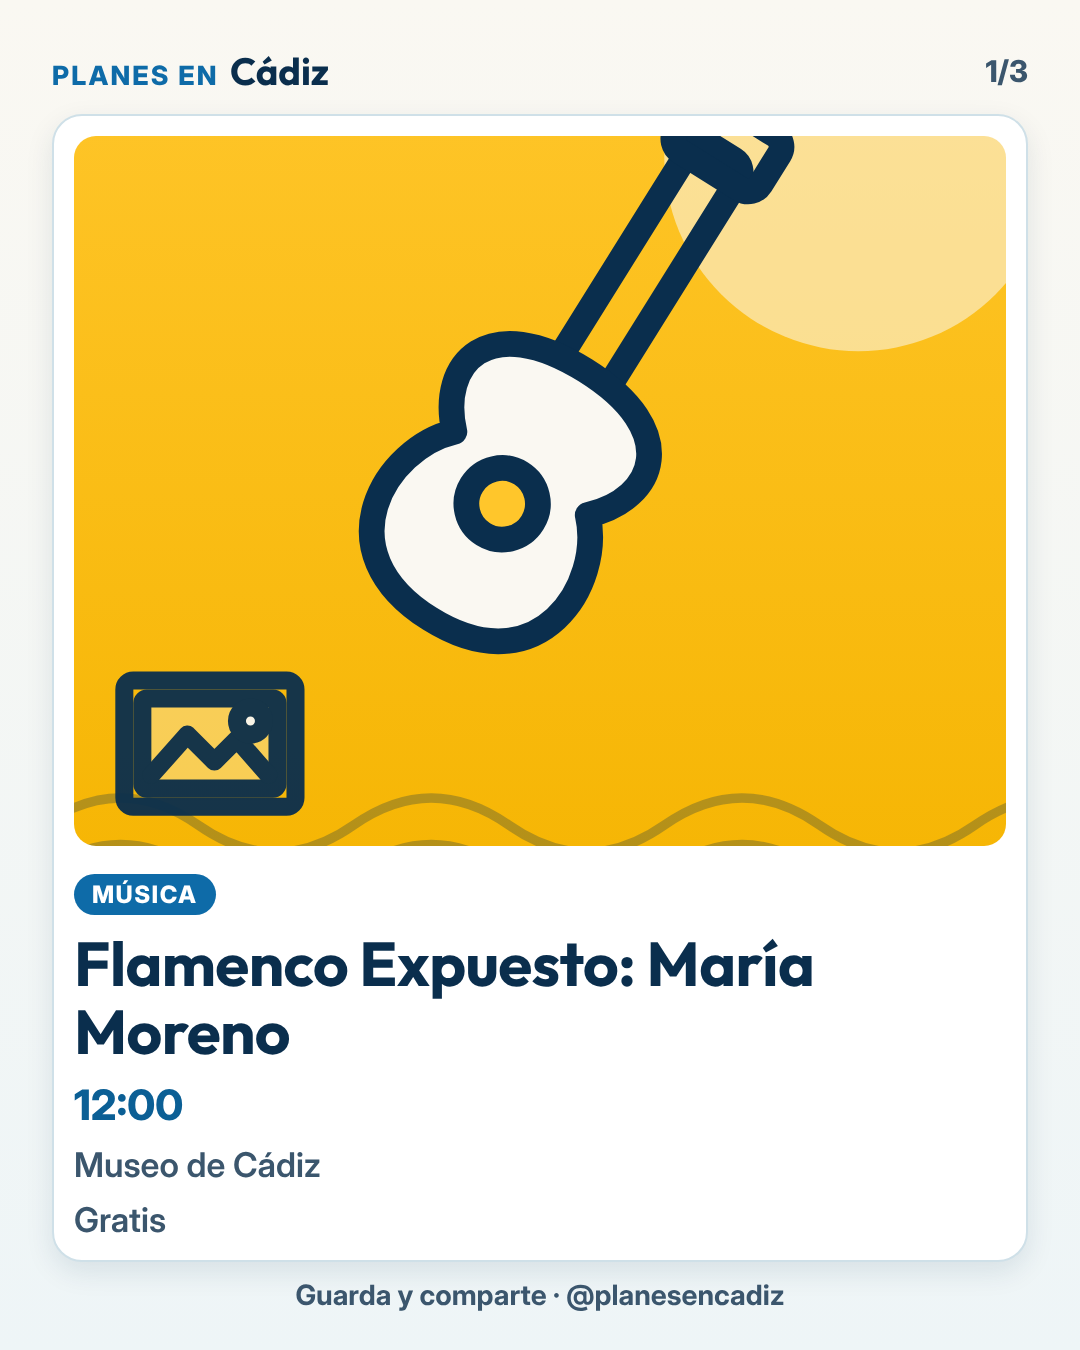 PLANES EN Cádiz
1/3
MÚSICA
Flamenco Expuesto: María
Moreno
12:00
Museo de Cádiz
Gratis
Guarda y comparte · @planesencadiz